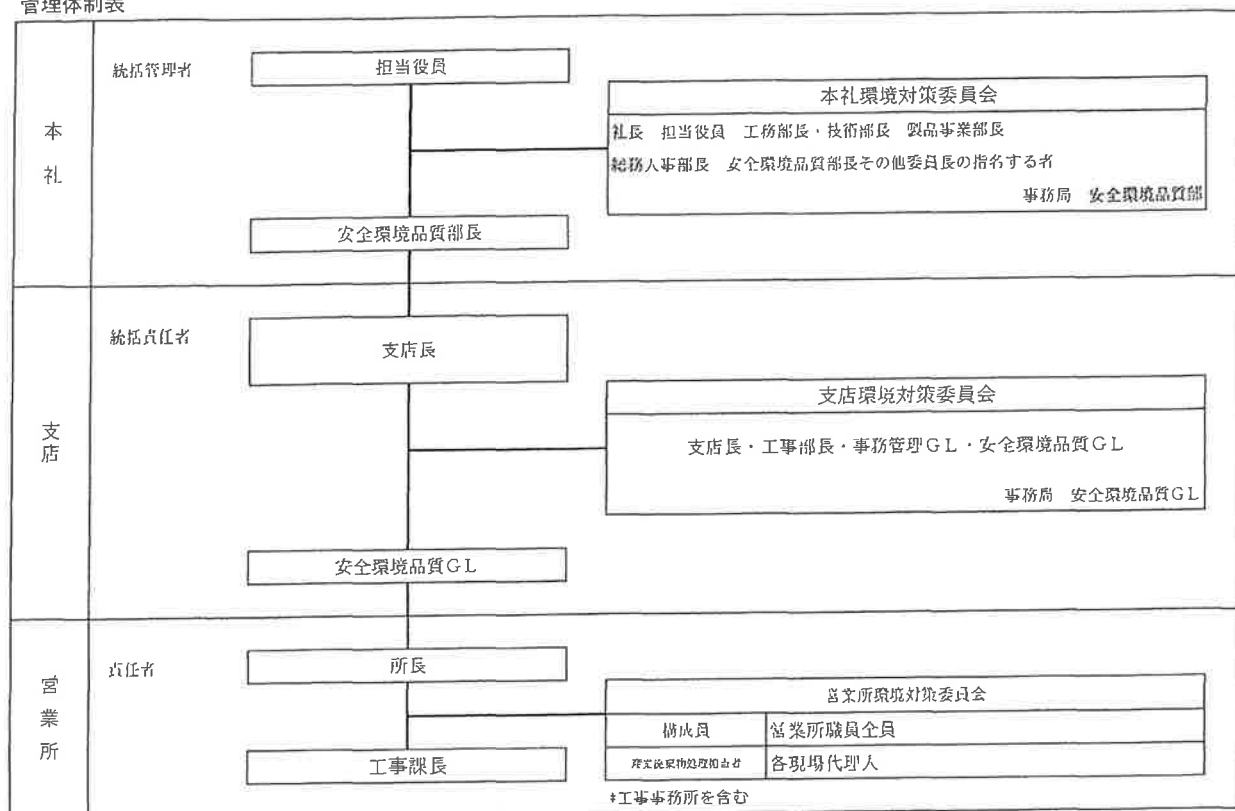 管理体制表
本社
統括管理者
担当役員
本社環境対策委員会
社長 担当役員 工務部長・技術部長 製品事業部長
総務人事部長 安全環境品質部長その他委員長の指名する者
事務局 安全環境品質部
安全環境品質部長
支店
統括責任者
支店長
支店環境対策委員会
支店長・工事部長・事務管理GL・安全環境品質GL
事務局 安全環境品質GL
安全環境品質GL
営業所
責任者
所長
営業所環境対策委員会
構成員 営業所職員全員
産業廃棄物処理担当者 各現場代理人
工事課長
*工事事務所を含む